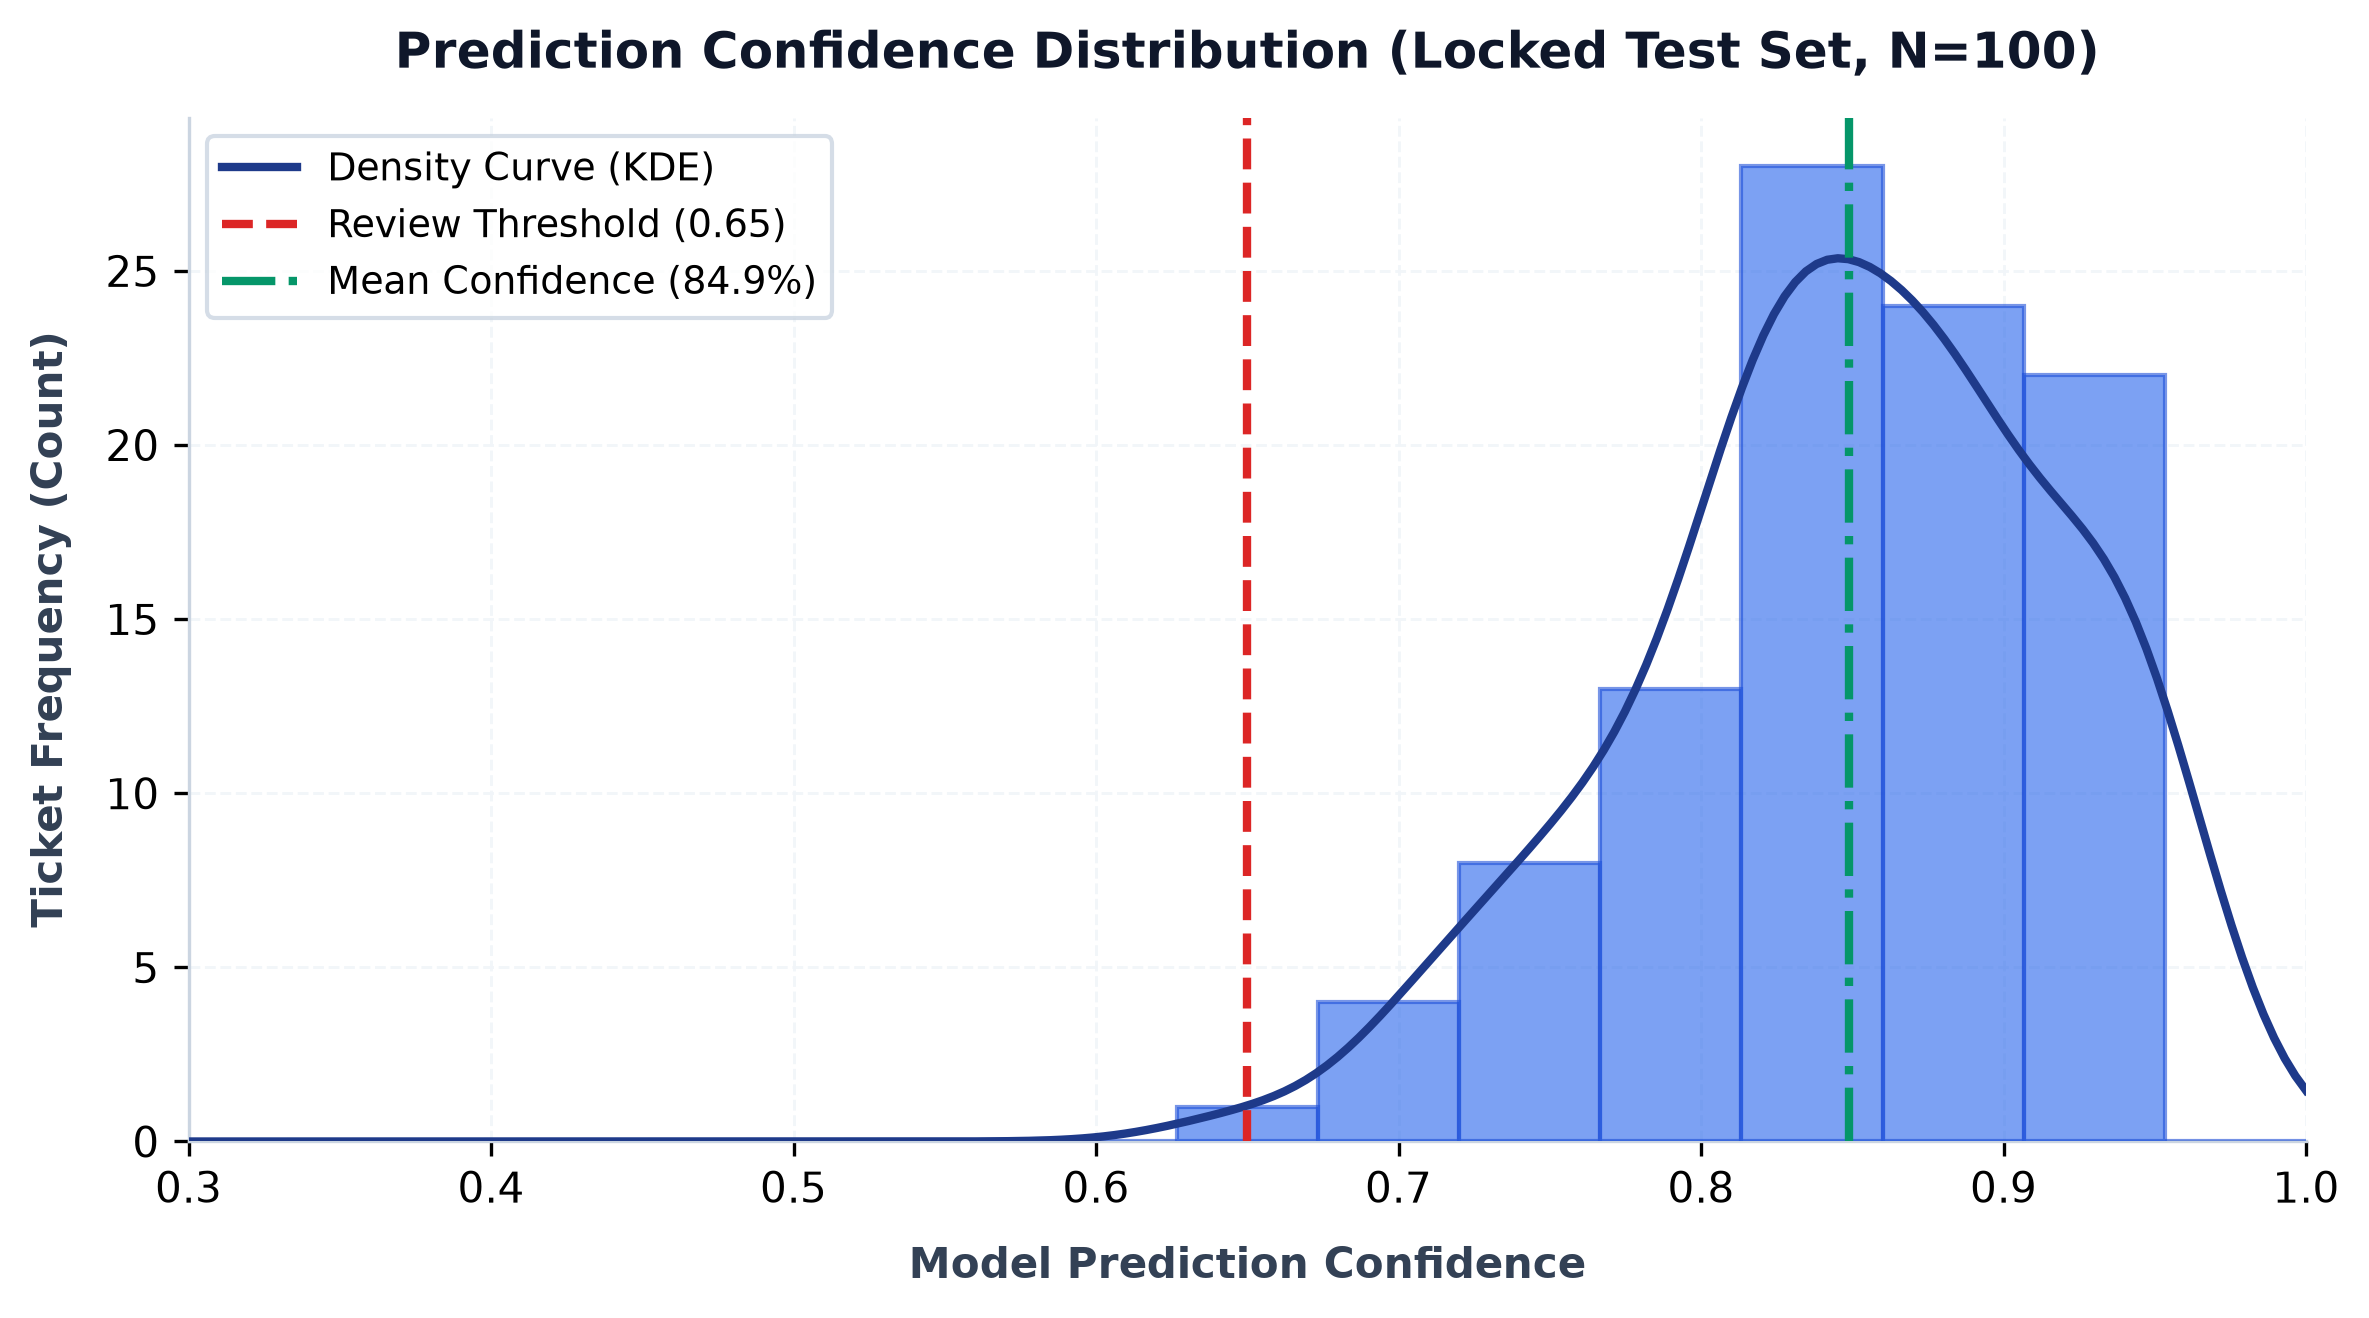 Prediction Confidence Distribution (Locked Test Set, N=100)
Density Curve (KDE)
Review Threshold (0.65)
Mean Confidence (84.9%)
Ticket Frequency (Count)
25
20
15
10
5
0
0.3 0.4 0.5 0.6 0.7 0.8 0.9 1.0
Model Prediction Confidence